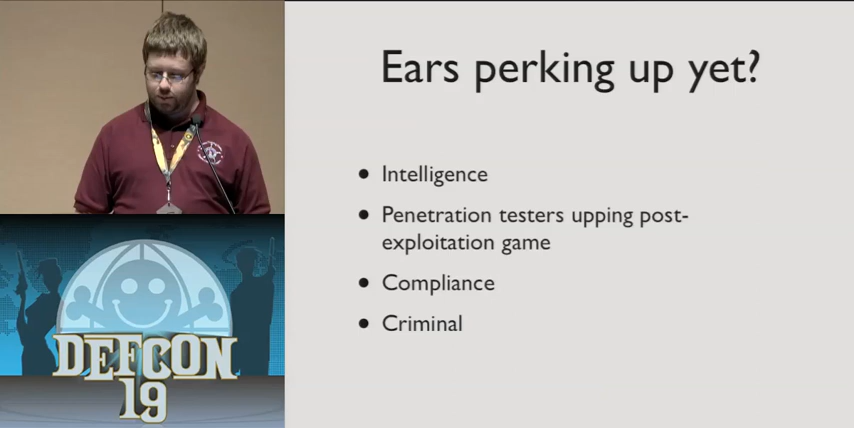 Ears perking up yet?
• Intelligence
• Penetration testers upping post-
exploitation game
• Compliance
• Criminal
DEFCON
19